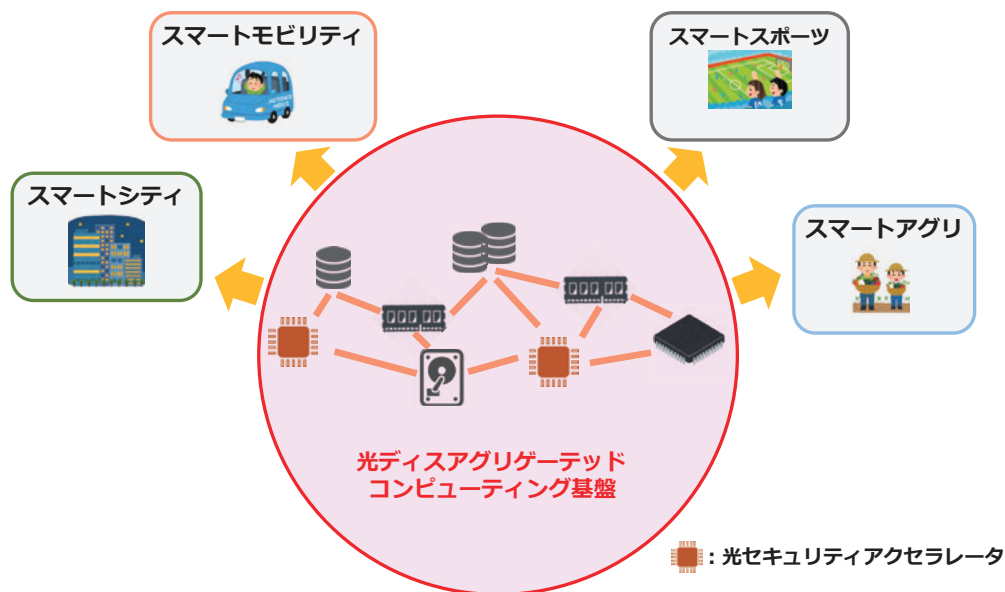 スマートモビリティ
スマートスポーツ
スマートシティ
スマートアグリ
光ディスアグリゲーテッド
コンピューティング基盤
：光セキュリティアクセラレータ